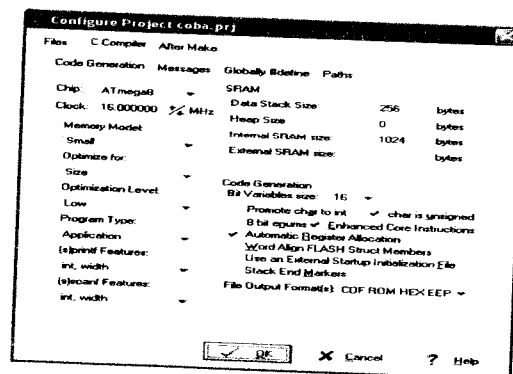 Configure Project coba.prj
Files C Compiler After Make
Code Generation Messages Globally #define Paths
Chip: ATmega8
Clock: 16.000000 MHz
Memory Model:
Small
Optimize for:
Size
Optimization Level:
Low
Program Type:
Application
(s)printf Features:
int, width
(s)scanf Features:
int, width
SRAM
Data Stack Size: 256 bytes
Heap Size: 0 bytes
Internal SRAM size: 1024 bytes
External SRAM size: bytes
Code Generation
Bit Variables size: 16
Promote char to int char is unsigned
8 bit enums Enhanced Core Instructions
Automatic Register Allocation
Word Align FLASH Struct Members
Use an External Startup Initialization File
Stack End Markers
File Output Format(s): COF ROM HEX EEP
OK Cancel Help